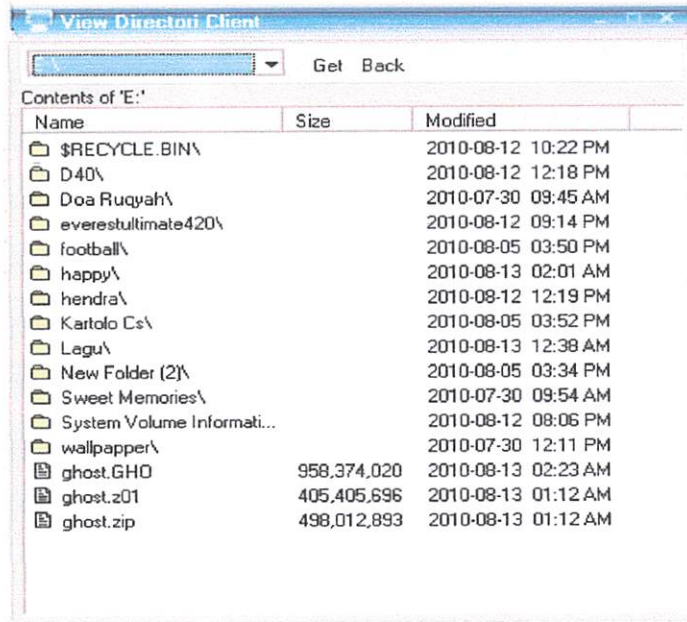 View Directori Client
Get Back
Contents of 'E:'
Name Size Modified
$RECYCLE.BIN\ 2010-08-12 10:22 PM
D40\ 2010-08-12 12:18 PM
Doa Ruqyah\ 2010-07-30 09:45 AM
everestultimate420\ 2010-08-12 09:14 PM
football\ 2010-08-05 03:50 PM
happy\ 2010-08-13 02:01 AM
hendra\ 2010-08-12 12:19 PM
Kartolo Cs\ 2010-08-05 03:52 PM
Lagu\ 2010-08-13 12:38 AM
New Folder (2)\ 2010-08-05 03:34 PM
Sweet Memories\ 2010-07-30 09:54 AM
System Volume Informati... 2010-08-12 08:06 PM
wallpapper\ 2010-07-30 12:11 PM
ghost.GHO 958,374,020 2010-08-13 02:23 AM
ghost.z01 405,405,696 2010-08-13 01:12 AM
ghost.zip 498,012,893 2010-08-13 01:12 AM